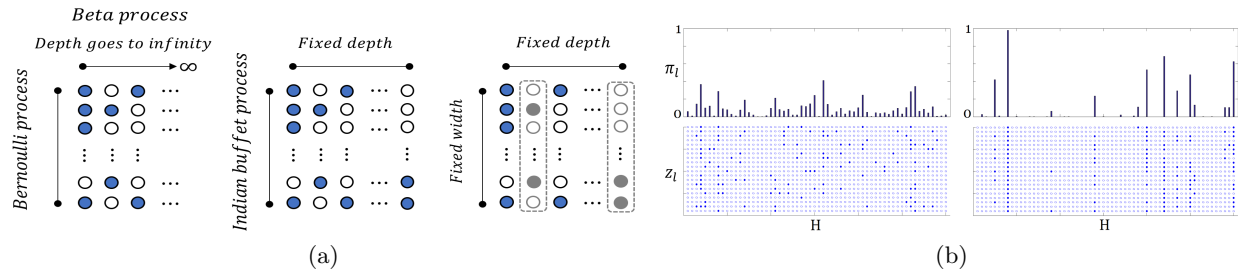 Beta process
Depth goes to infinity
∞
Bernoulli process
Fixed depth
Indian buffet process
Fixed depth
Fixed width
(a)
1
π_l
0
z_l
H
1
0
H
(b)